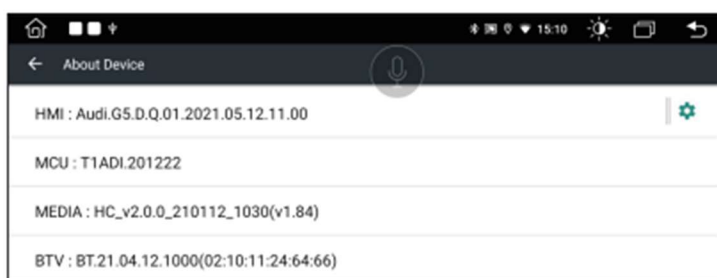 15:10
About Device
HMI : Audi.G5.D.Q.01.2021.05.12.11.00
MCU : T1ADI.201222
MEDIA : HC_v2.0.0_210112_1030(v1.84)
BTV : BT.21.04.12.1000(02:10:11:24:64:66)